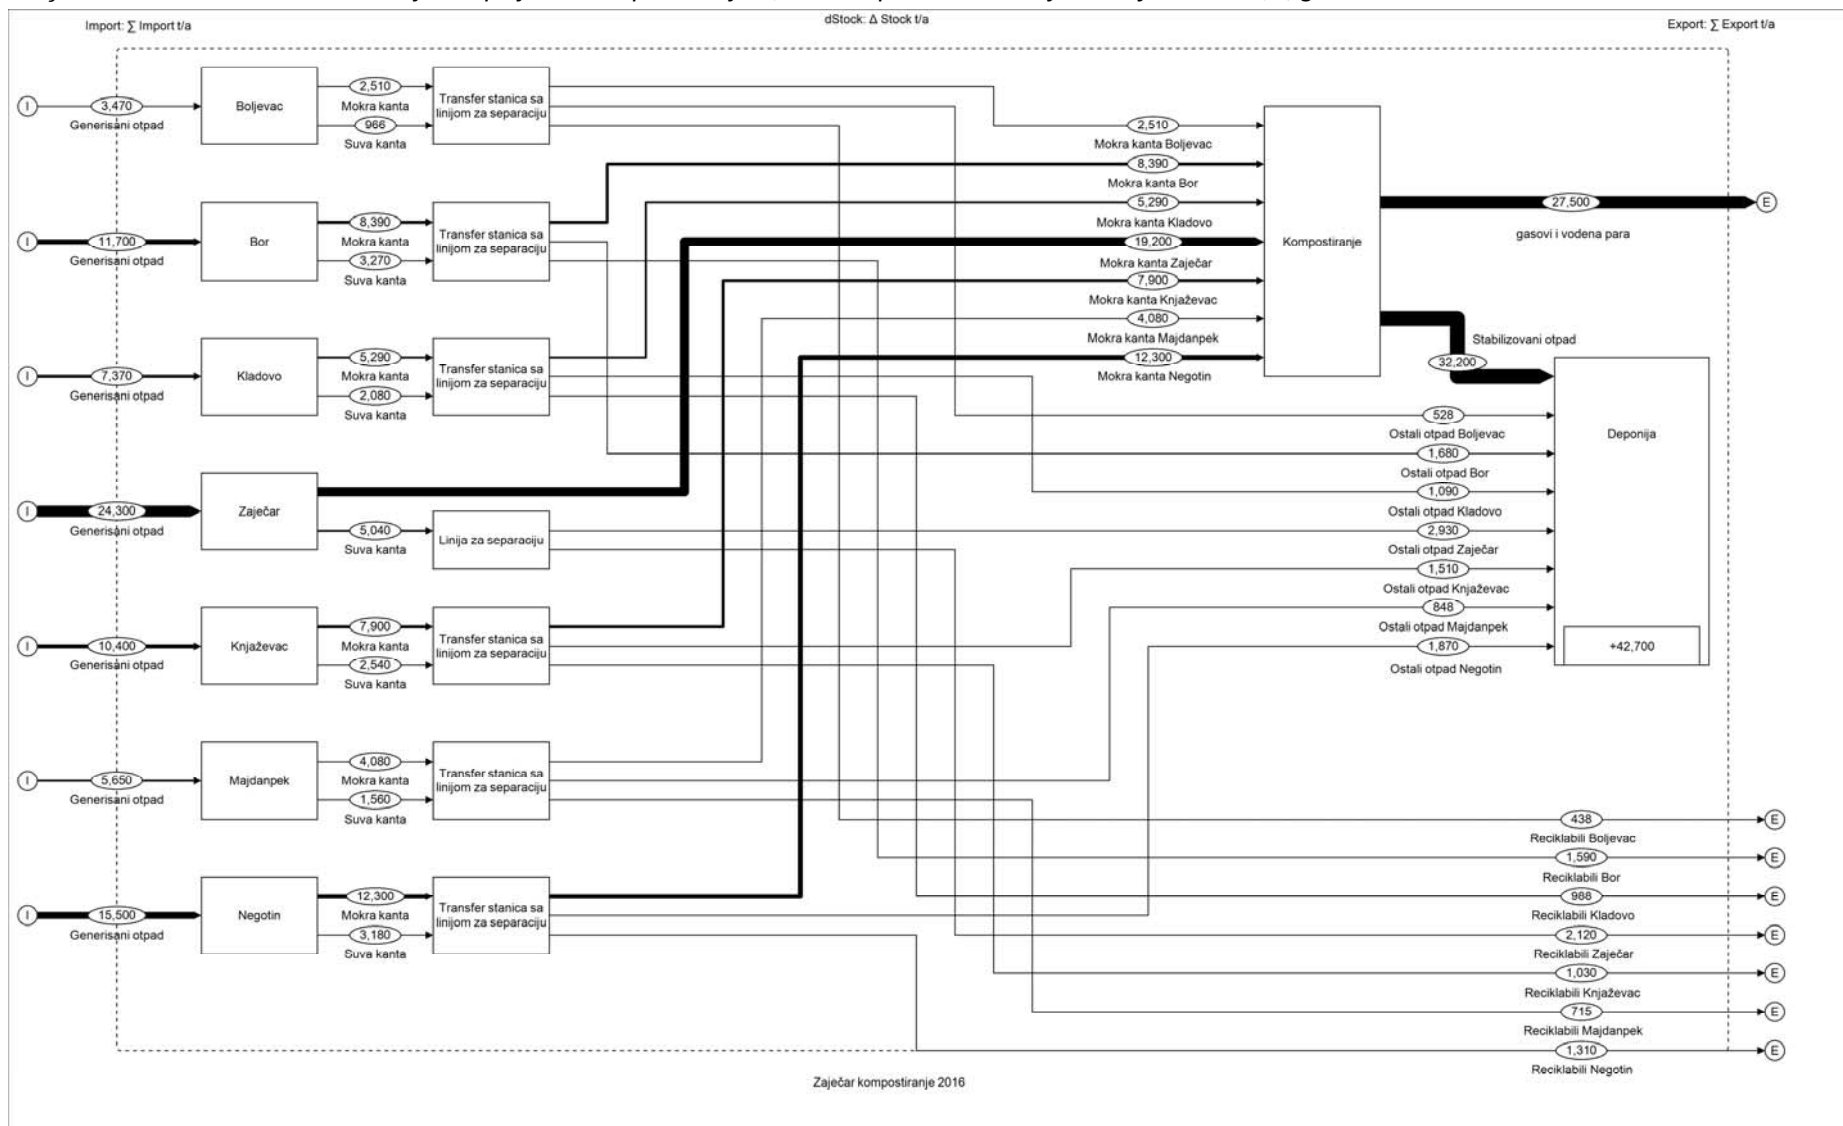 Import: ∑ Import t/a
dStock: Δ Stock t/a
Export: ∑ Export t/a
I
3,470
Generisani otpad
Boljevac
2,510
Mokra kanta
966
Suva kanta
Transfer stanica sa
linijom za separaciju
I
11,700
Generisani otpad
Bor
8,390
Mokra kanta
3,270
Suva kanta
Transfer stanica sa
linijom za separaciju
I
7,370
Generisani otpad
Kladovo
5,290
Mokra kanta
2,080
Suva kanta
Transfer stanica sa
linijom za separaciju
I
24,300
Generisani otpad
Zaječar
5,040
Suva kanta
Linija za separaciju
I
10,400
Generisani otpad
Knjaževac
7,900
Mokra kanta
2,540
Suva kanta
Transfer stanica sa
linijom za separaciju
I
5,650
Generisani otpad
Majdanpek
4,080
Mokra kanta
1,560
Suva kanta
Transfer stanica sa
linijom za separaciju
I
15,500
Generisani otpad
Negotin
12,300
Mokra kanta
3,180
Suva kanta
Transfer stanica sa
linijom za separaciju
2,510
Mokra kanta Boljevac
8,390
Mokra kanta Bor
5,290
Mokra kanta Kladovo
19,200
Mokra kanta Zaječar
7,900
Mokra kanta Knjaževac
4,080
Mokra kanta Majdanpek
12,300
Mokra kanta Negotin
Kompostiranje
27,500
E
gasovi i vodena para
Stabilizovani otpad
32,200
528
Ostali otpad Boljevac
1,680
Ostali otpad Bor
1,090
Ostali otpad Kladovo
2,930
Ostali otpad Zaječar
1,510
Ostali otpad Knjaževac
848
Ostali otpad Majdanpek
1,870
Ostali otpad Negotin
Deponija
+42,700
438
E
Reciklabili Boljevac
1,590
E
Reciklabili Bor
988
E
Reciklabili Kladovo
2,120
E
Reciklabili Zaječar
1,030
E
Reciklabili Knjaževac
715
E
Reciklabili Majdanpek
1,310
E
Reciklabili Negotin
Zaječar kompostiranje 2016